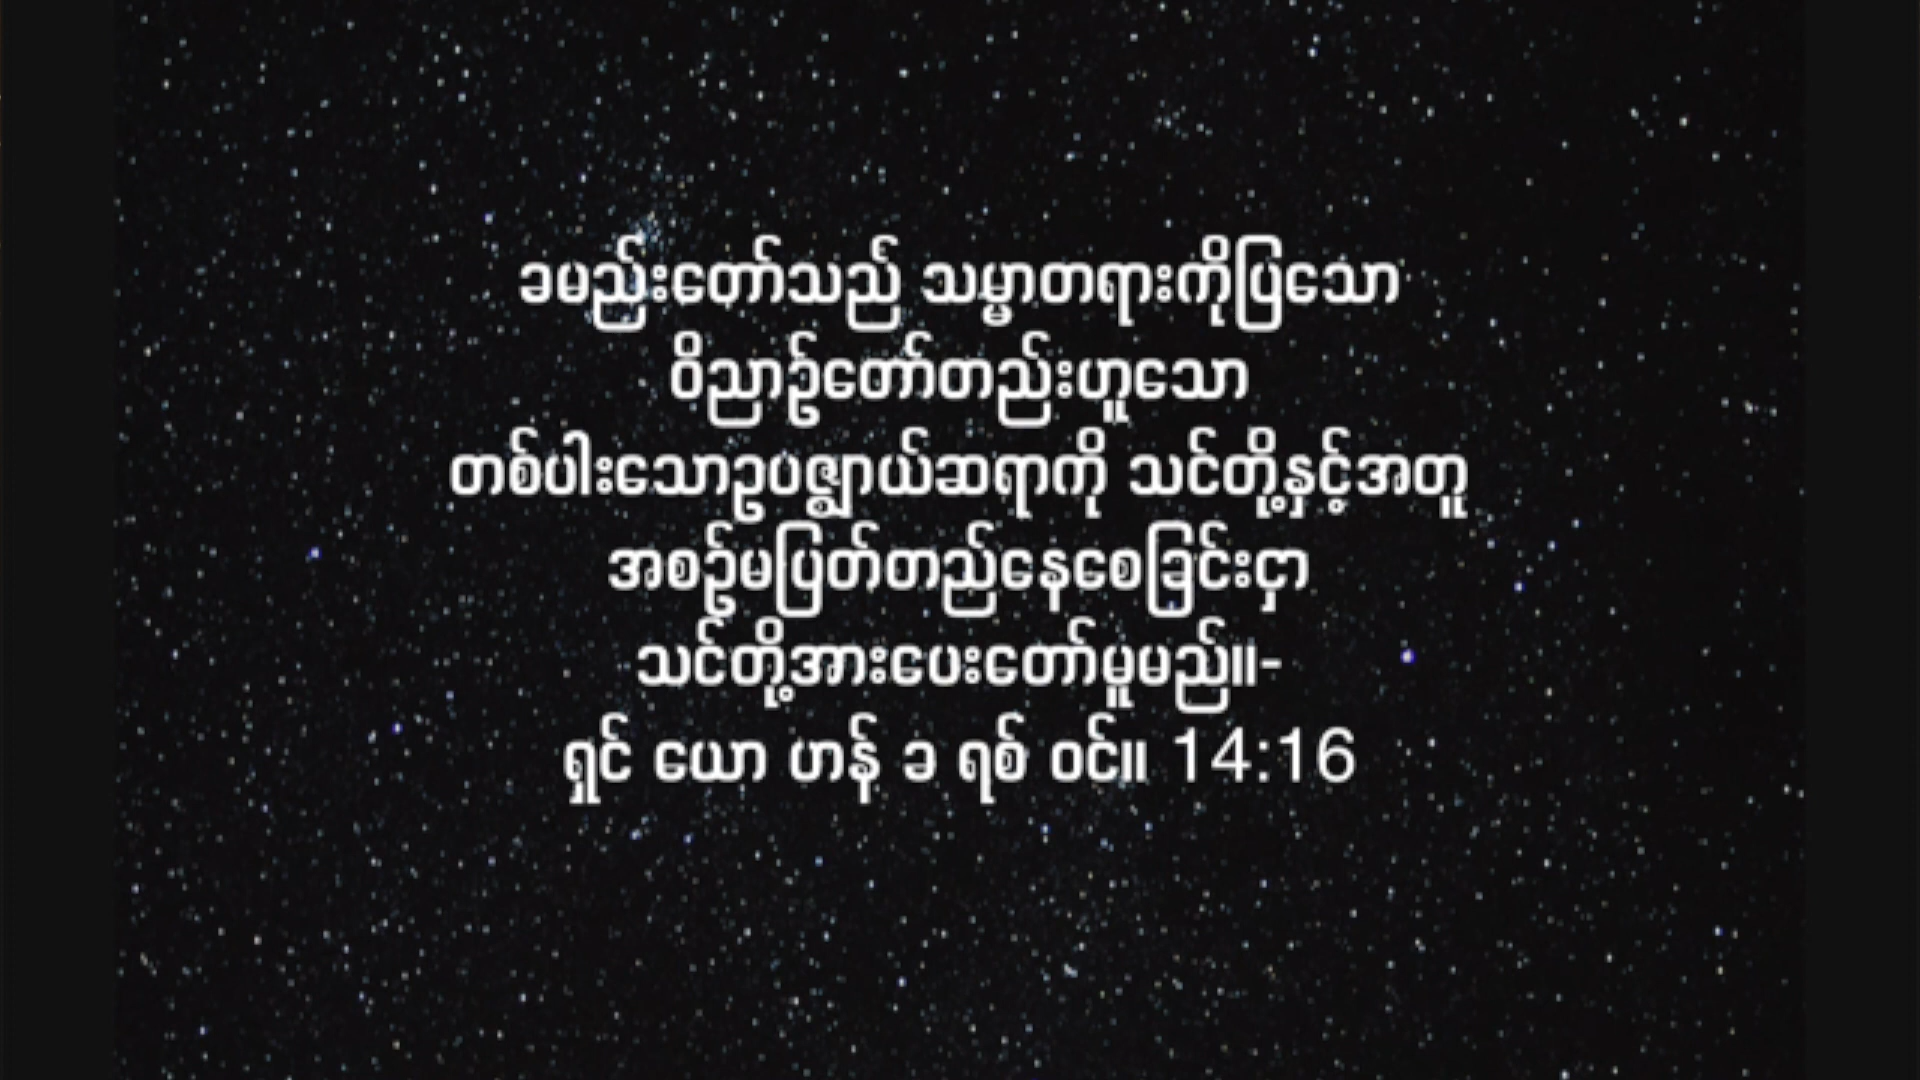 ခမည်းတော်သည် သမ္မာတရားကိုပြသော
ဝိညာဥ်တော်တည်းဟူသော
တစ်ပါးသောဥပဇ္ဈာယ်ဆရာကို သင်တို့နှင့်အတူ
အစဥ်မပြတ်တည်နေစေခြင်းငှာ
သင်တို့အားပေးတော်မူမည်။-
ရှင် ယော ဟန် ခ ရစ် ဝင်။ 14:16